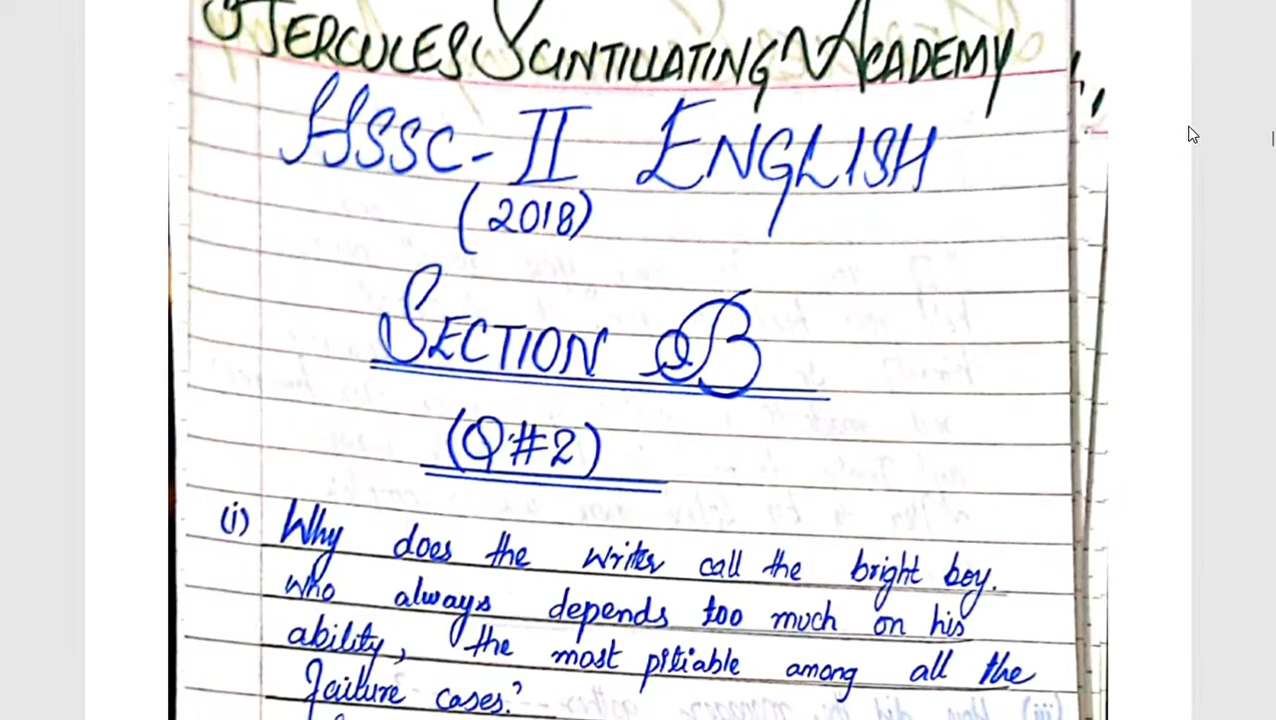 HERCULES SCINTILLATING ACADEMY
HSSC-II ENGLISH
(2018)
SECTION B
(Q#2)
(i) Why does the writer call the bright boy.
who always depends too much on his
ability, the most pitiable among all the
failure cases?